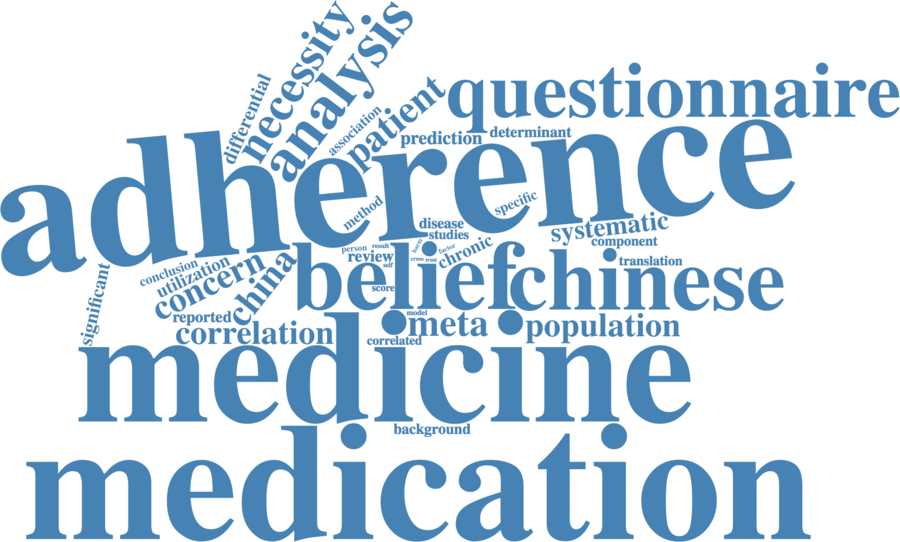 necessity
analysis
differential
association
patient
questionnaire
prediction
determinant
adherence
method
specific
disease
studies
systematic
component
person
result
harm
factor
chronic
review
self
crna
trust
translation
conclusion
utilization
concern
china
belief
chinese
score
significant
reported
correlation
model
meta
population
correlated
medicine
background
medication